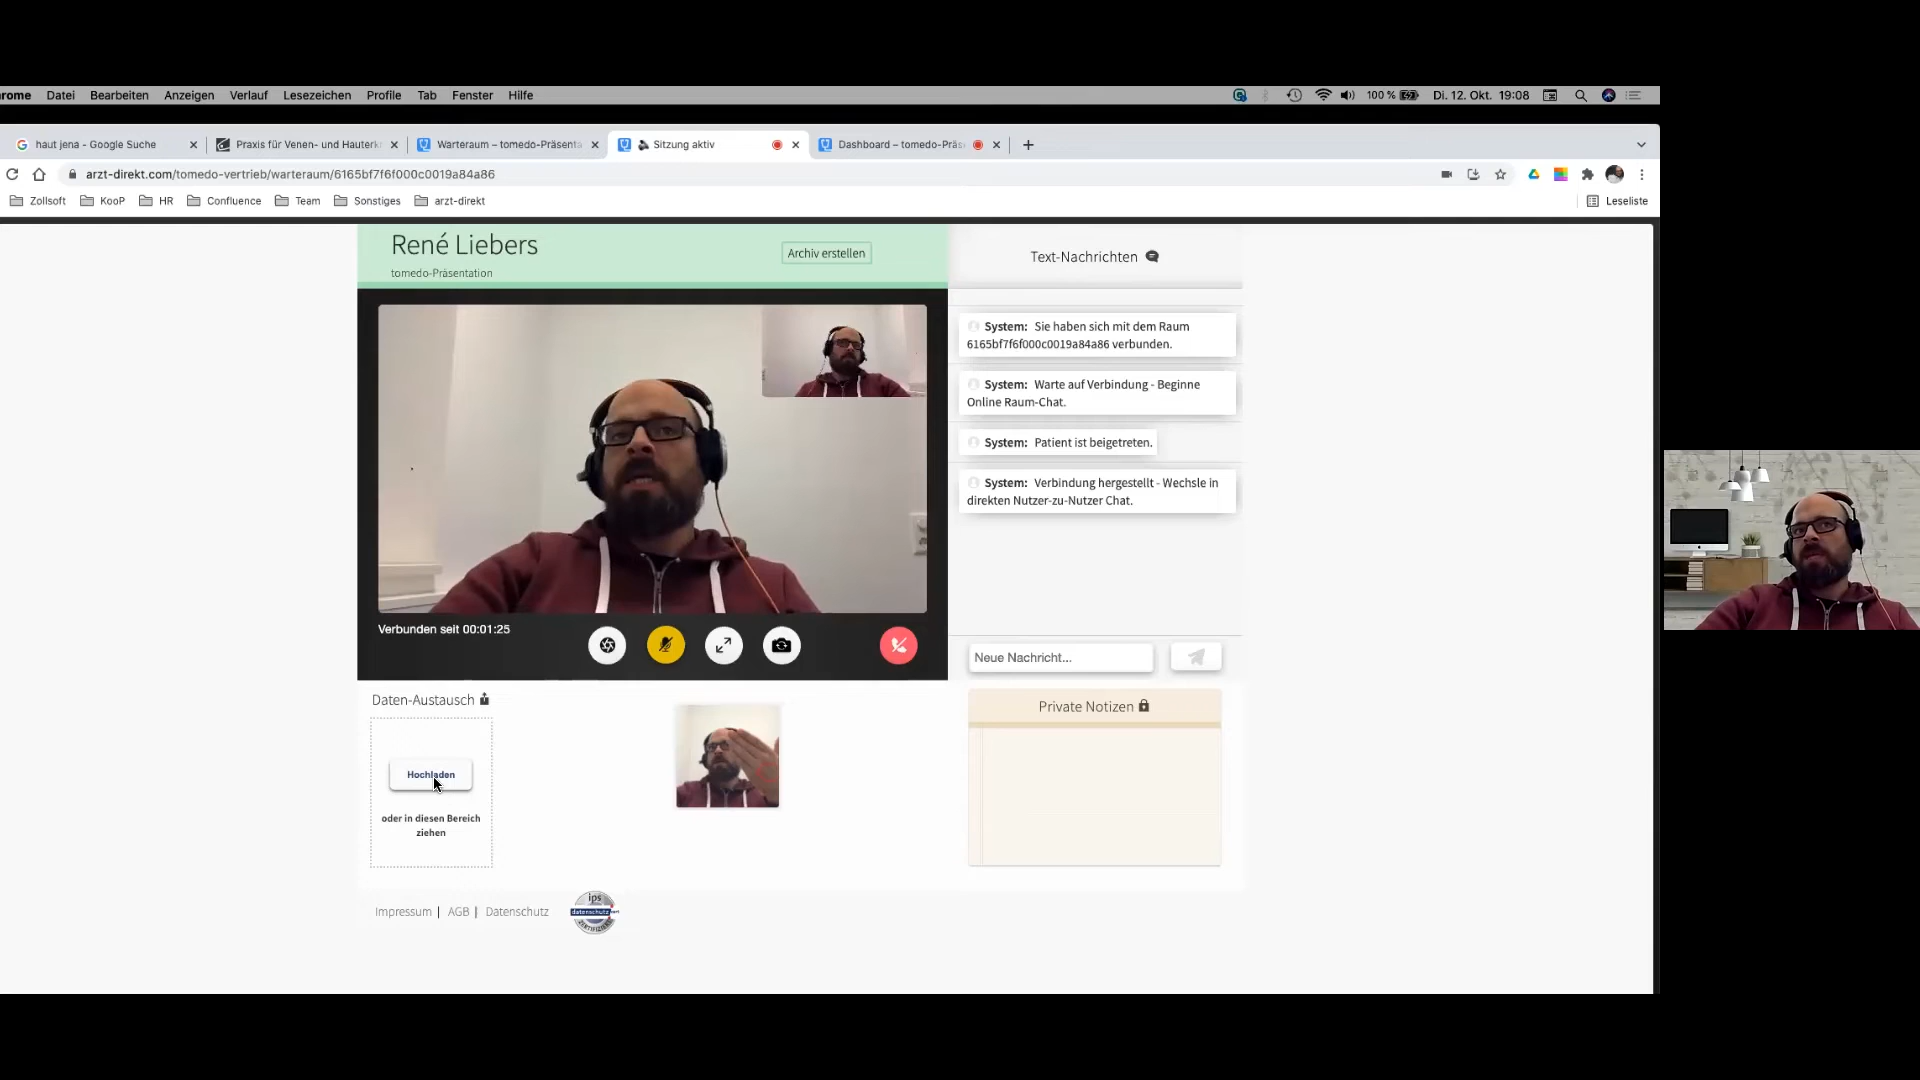 rome Datei Bearbeiten Anzeigen Verlauf Lesezeichen Profile Tab Fenster Hilfe 100 % Di. 12. Okt. 19:08
haut jena - Google Suche Praxis für Venen- und Hauterk Warteraum – tomedo-Präsenta Sitzung aktiv Dashboard – tomedo-Präs
arzt-direkt.com/tomedo-vertrieb/warteraum/6165bf7f6f000c0019a84a86
Zollsoft KooP HR Confluence Team Sonstiges arzt-direkt Leseliste
René Liebers
tomedo-Präsentation
Archiv erstellen
Text-Nachrichten
System: Sie haben sich mit dem Raum
6165bf7f6f000c0019a84a86 verbunden.
System: Warte auf Verbindung - Beginne
Online Raum-Chat.
System: Patient ist beigetreten.
System: Verbindung hergestellt - Wechsle in
direkten Nutzer-zu-Nutzer Chat.
Verbunden seit 00:01:25
Neue Nachricht...
Daten-Austausch
Hochladen
oder in diesen Bereich
ziehen
Private Notizen
Impressum | AGB | Datenschutz
ips
datenschutz
ZERTIFIZIERT